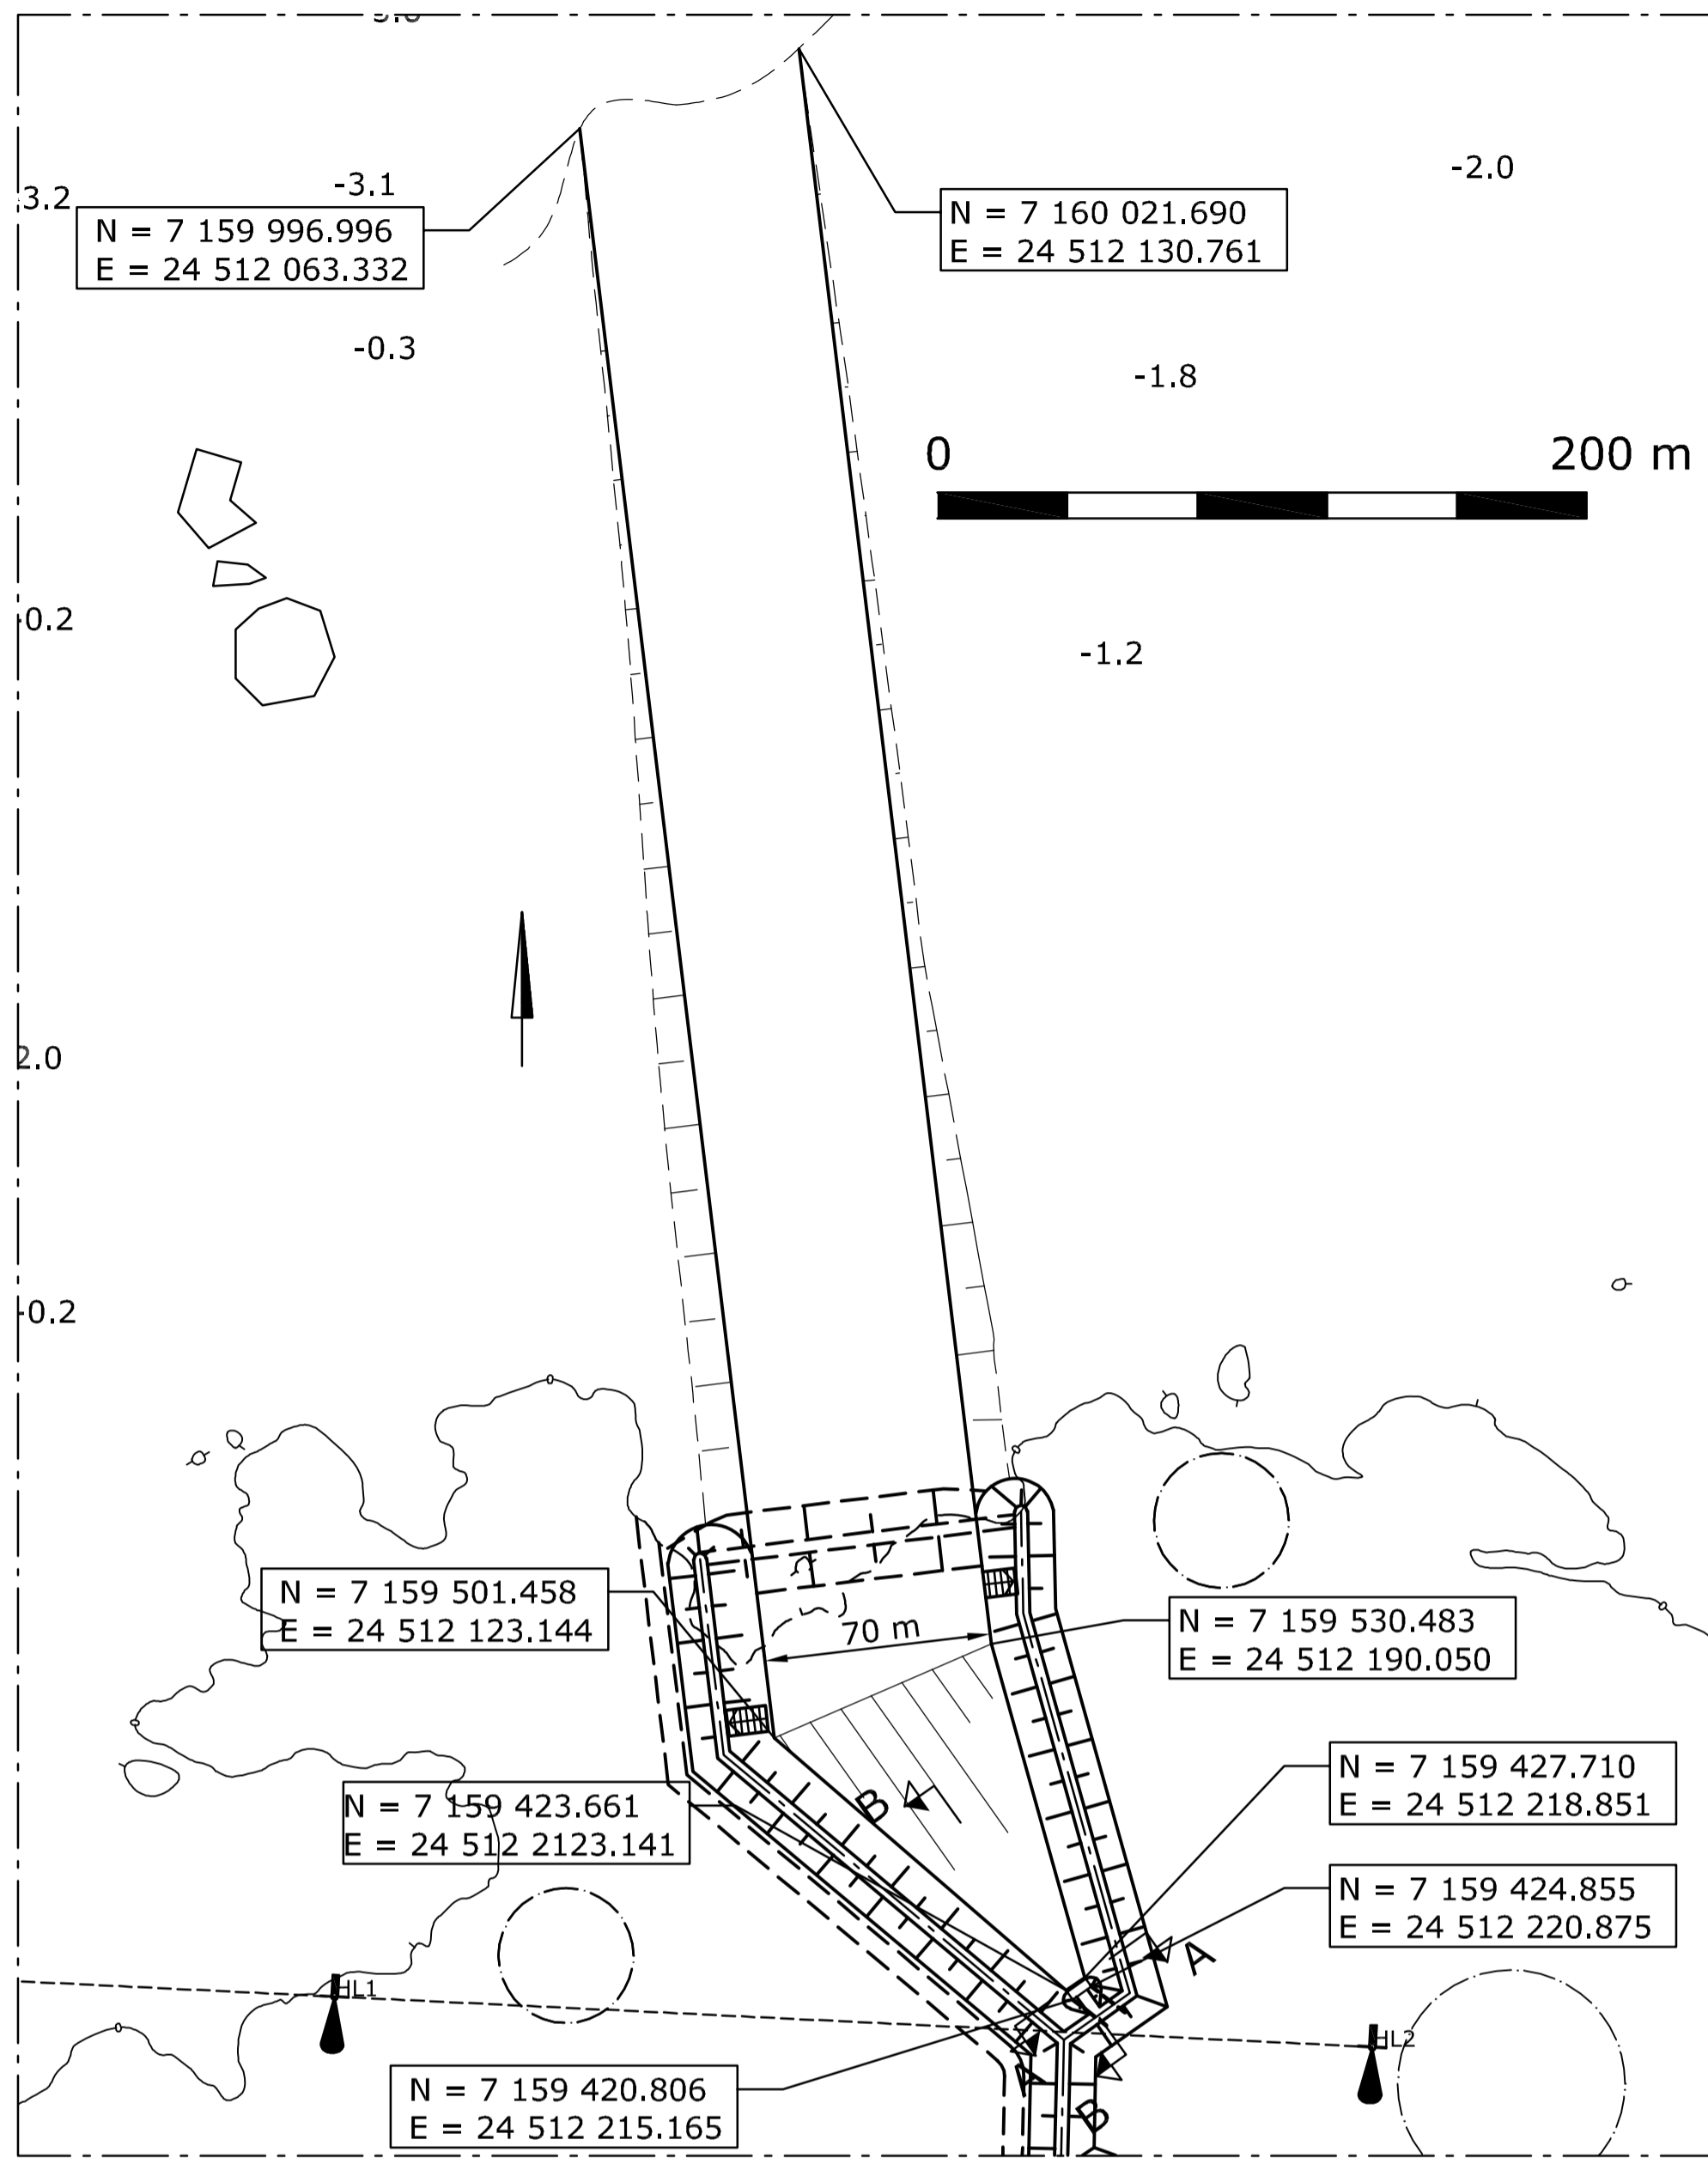 -3.1
-2.0
3.2
N = 7 159 996.996
E = 24 512 063.332
N = 7 160 021.690
E = 24 512 130.761
-0.3
-1.8
0
200 m
-0.2
-1.2
2.0
-0.2
N = 7 159 501.458
E = 24 512 123.144
70 m
N = 7 159 530.483
E = 24 512 190.050
N = 7 159 427.710
E = 24 512 218.851
N = 7 159 423.661
E = 24 512 2123.141
B
N = 7 159 424.855
E = 24 512 220.875
A
HL1
HL2
A
N = 7 159 420.806
E = 24 512 215.165
B